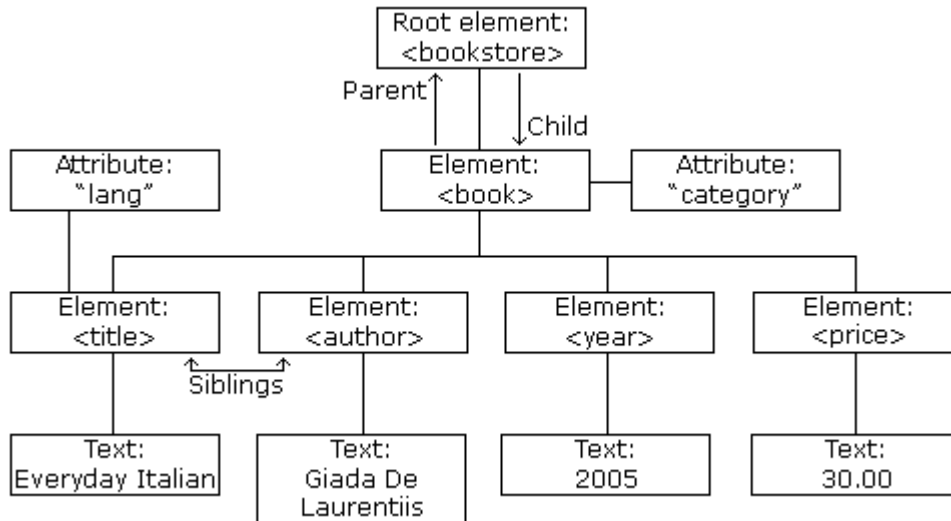 Root element:
<bookstore>
Parent
Child
Attribute:
“lang”
Element:
<book>
Attribute:
“category”
Element:
<title>
Element:
<author>
Element:
<year>
Element:
<price>
Siblings
Text:
Everyday Italian
Text:
Giada De
Laurentiis
Text:
2005
Text:
30.00